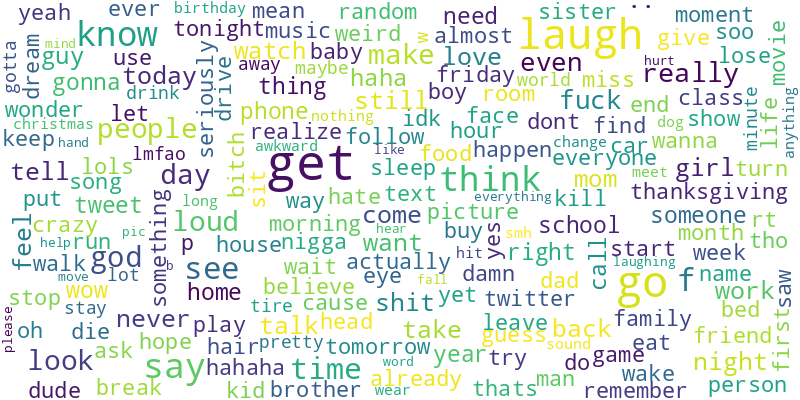 yeah ever birthday mean random need sister .. moment
gotta mind dream guy know tonight music weird w almost soo movie
gonna use watch away baby make love laugh give lose
today seriously drive thing maybe haha friday even hurt really
wonder drink phone still boy room world miss class life minute anything
christmas let people nothing idk face fuck end show
keep hand lmfao bitch realize follow hour dont find dog wanna
tell lols awkward get like food happen change car
song day sit sleep think everyone meet girl turn
put tweet long way hate text everything kill mom thanksgiving
feel crazy something loud morning come picture school someone rt
pic p nigga hear buy yes smh call month tho
help run god house want actually hit right start laughing week
walk move lot b see wait eye damn f name
stop wow home believe shit yet fall dad go work saw
stay tire cause twitter bed
please oh die never play talk head take leave guess back family friend first
hope hair pretty tomorrow sound eat
look ask say hahaha time word year try do game night
dude break kid brother wear already thats man wake remember person